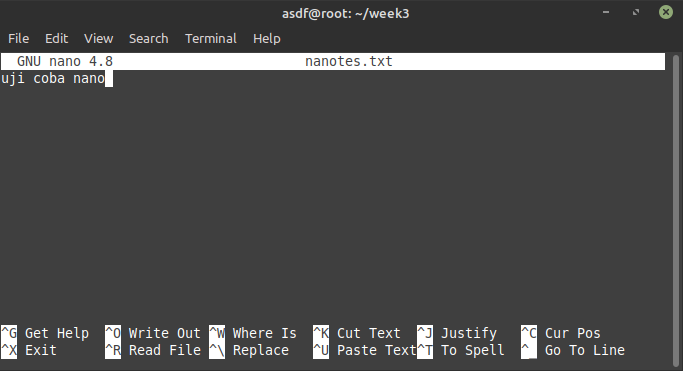 asdf@root: ~/week3
File Edit View Search Terminal Help
GNU nano 4.8 nanotes.txt
uji coba nano
^G Get Help ^O Write Out ^W Where Is ^K Cut Text ^J Justify ^C Cur Pos
^X Exit ^R Read File ^\ Replace ^U Paste Text ^T To Spell ^_ Go To Line